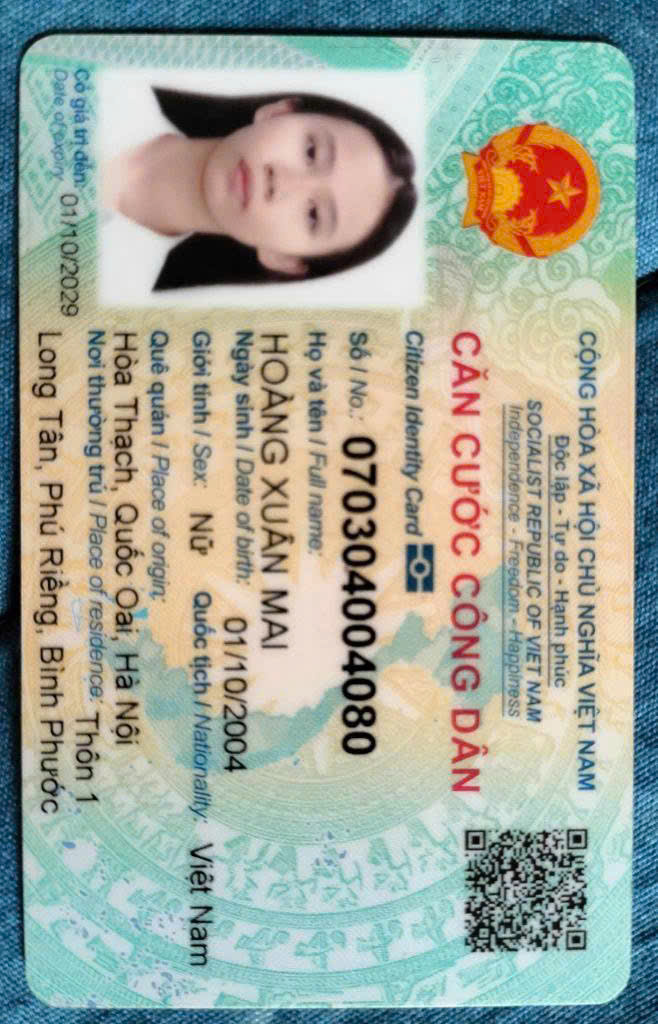 CỘNG HÒA XÃ HỘI CHỦ NGHĨA VIỆT NAM
Độc lập - Tự do - Hạnh phúc
SOCIALIST REPUBLIC OF VIET NAM
Independence - Freedom - Happiness
CĂN CƯỚC CÔNG DÂN
Citizen Identity Card
Số / No.: 070304004080
Họ và tên / Full name:
HOÀNG XUÂN MAI
Ngày sinh / Date of birth: 01/10/2004
Giới tính / Sex: Nữ Quốc tịch / Nationality: Việt Nam
Quê quán / Place of origin:
Hòa Thạch, Quốc Oai, Hà Nội
Nơi thường trú / Place of residence: Thôn 1
Long Tân, Phú Riềng, Bình Phước
Có giá trị đến: 01/10/2029
Date of expiry